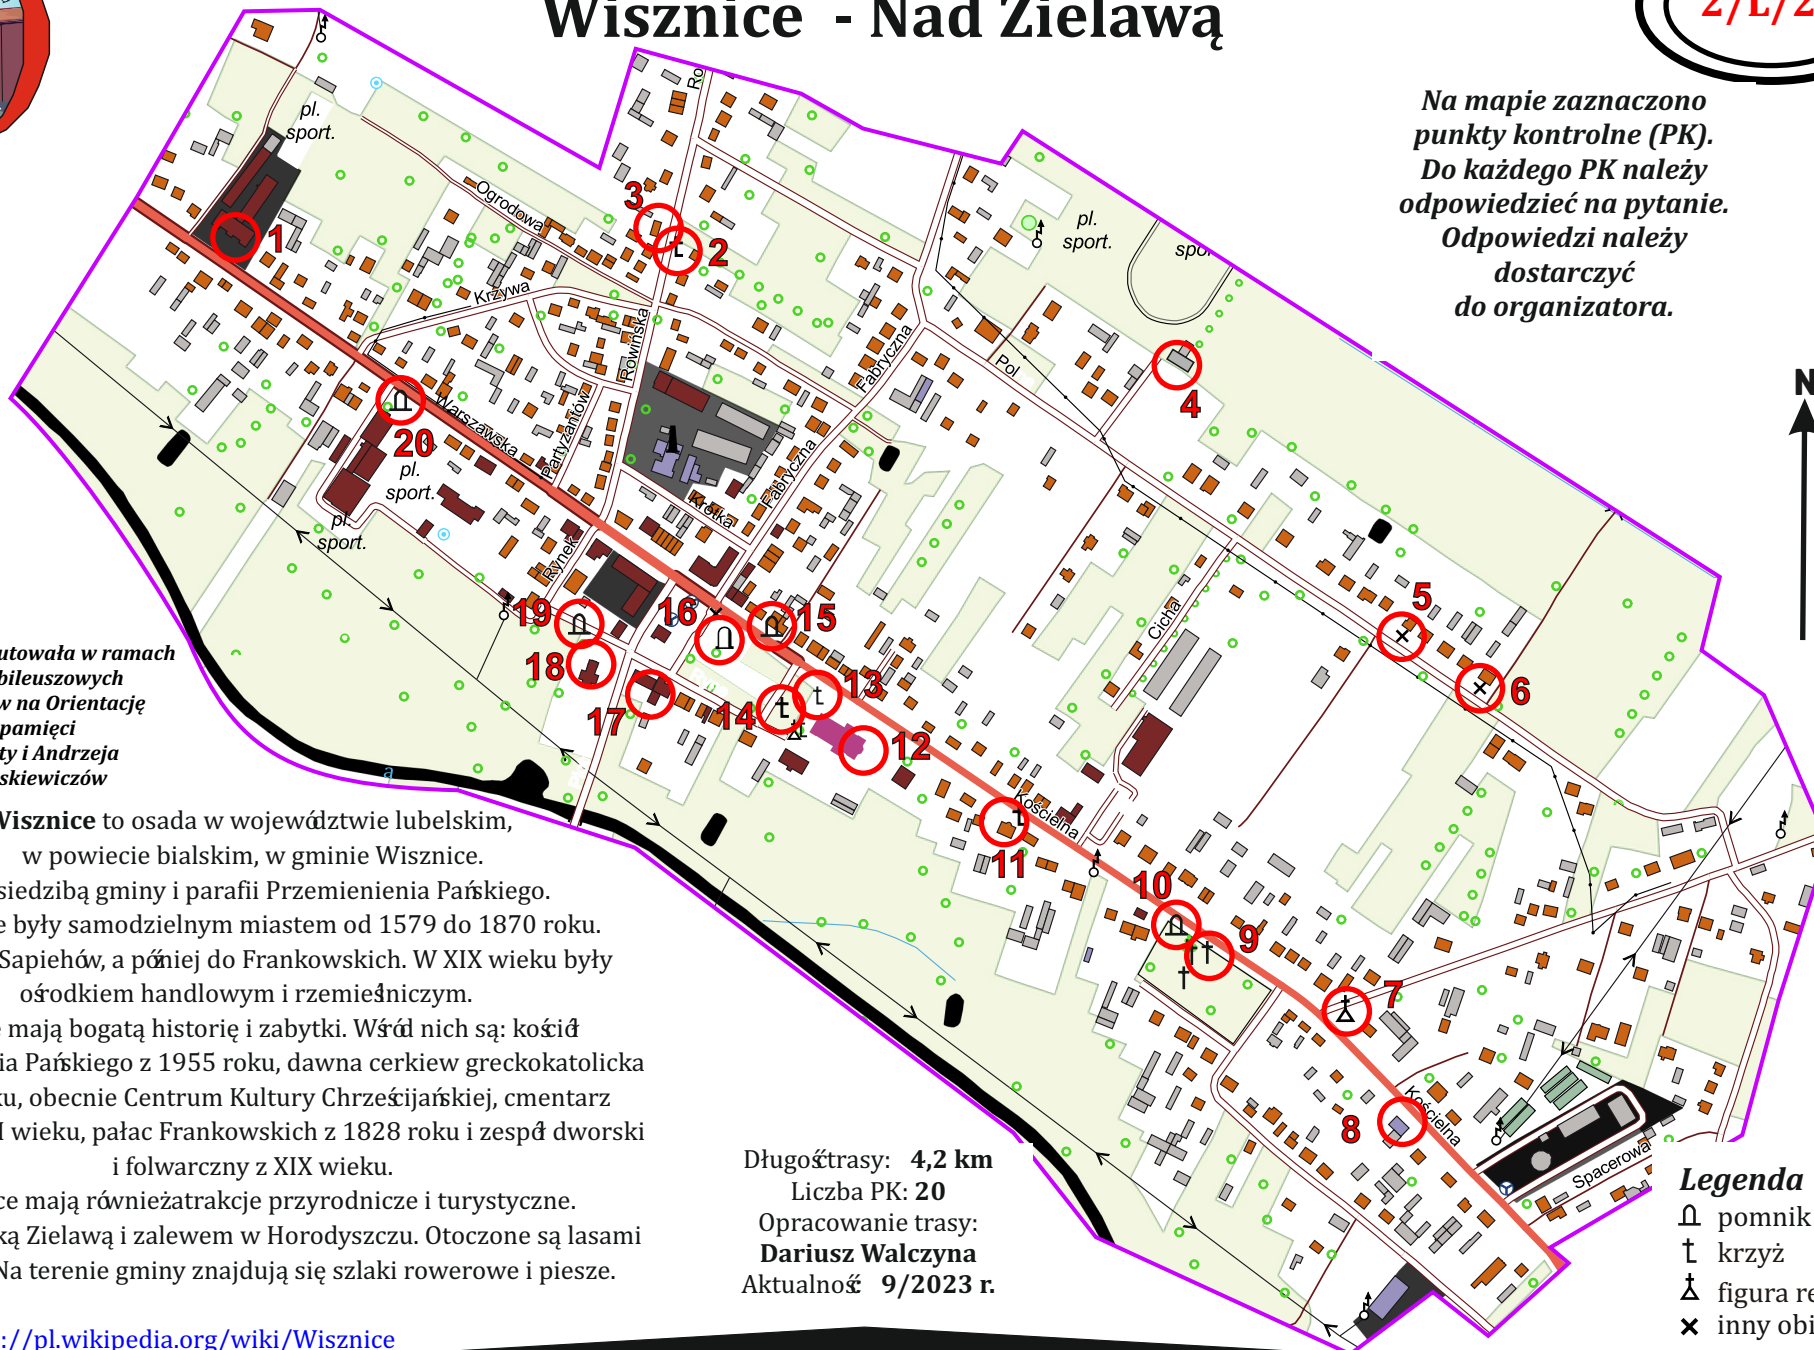 Wisznice - Nad Zielawą
Na mapie zaznaczono
punkty kontrolne (PK).
Do każdego PK należy
odpowiedzieć na pytanie.
Odpowiedzi należy
dostarczyć
do organizatora.
N
pl.
sport.
pl.
sport.
Ogrodowa
Krzywa
Rowińska
Fabryczna
Warszawska
Partyzantów
pl.
sport.
pl.
sport.
Krótka
Fabryczna
Rynek
Pol
Cicha
Kościelna
Kościelna
Spacerowa
1
2
3
4
5
6
7
8
9
10
11
12
13
14
15
16
17
18
19
20
w ramach
na Orientację
pamięci
i Andrzeja
Wisznice to osada w województwie lubelskim,
w powiecie bialskim, w gminie Wisznice.
siedzibą gminy i parafii Przemienienia Pańskiego.
były samodzielnym miastem od 1579 do 1870 roku.
Sapiehów, a później do Frankowskich. W XIX wieku były
ośrodkiem handlowym i rzemieślniczym.
mają bogatą historię i zabytki. Wśród nich są: kościół
Pańskiego z 1955 roku, dawna cerkiew greckokatolicka
obecnie Centrum Kultury Chrześcijańskiej, cmentarz
wieku, pałac Frankowskich z 1828 roku i zespół dworski
i folwarczny z XIX wieku.
mają również atrakcje przyrodnicze i turystyczne.
Zielawą i zalewem w Horodyszczu. Otoczone są lasami
Na terenie gminy znajdują się szlaki rowerowe i piesze.
://pl.wikipedia.org/wiki/Wisznice
Długość trasy: 4,2 km
Liczba PK: 20
Opracowanie trasy:
Dariusz Walczyna
Aktualność 9/2023 r.
Legenda
pomnik
krzyż
figura
inny